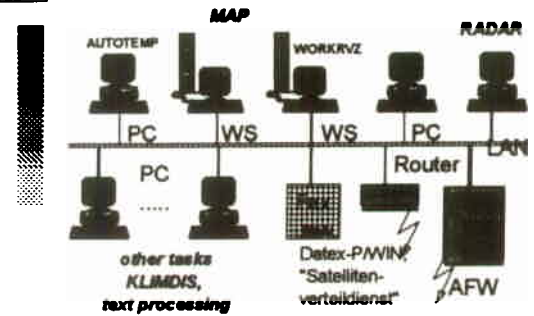 MAP
RADAR
AUTOTEMP
WORKRVZ
PC
WS
WS
PC
LAN
PC
Router
.....
other tasks
KLIMDIS,
text processing
Datex-P/WIN?
"Satelliten-
verteildienst"
AFW